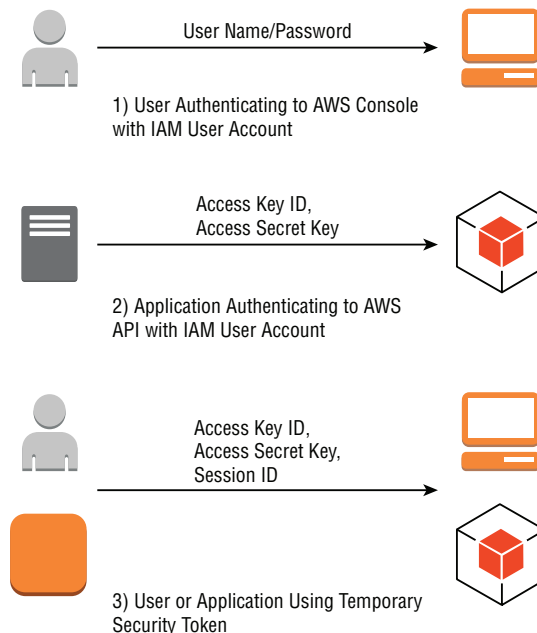 User Name/Password
1) User Authenticating to AWS Console
with IAM User Account
Access Key ID,
Access Secret Key
2) Application Authenticating to AWS
API with IAM User Account
Access Key ID,
Access Secret Key,
Session ID
3) User or Application Using Temporary
Security Token